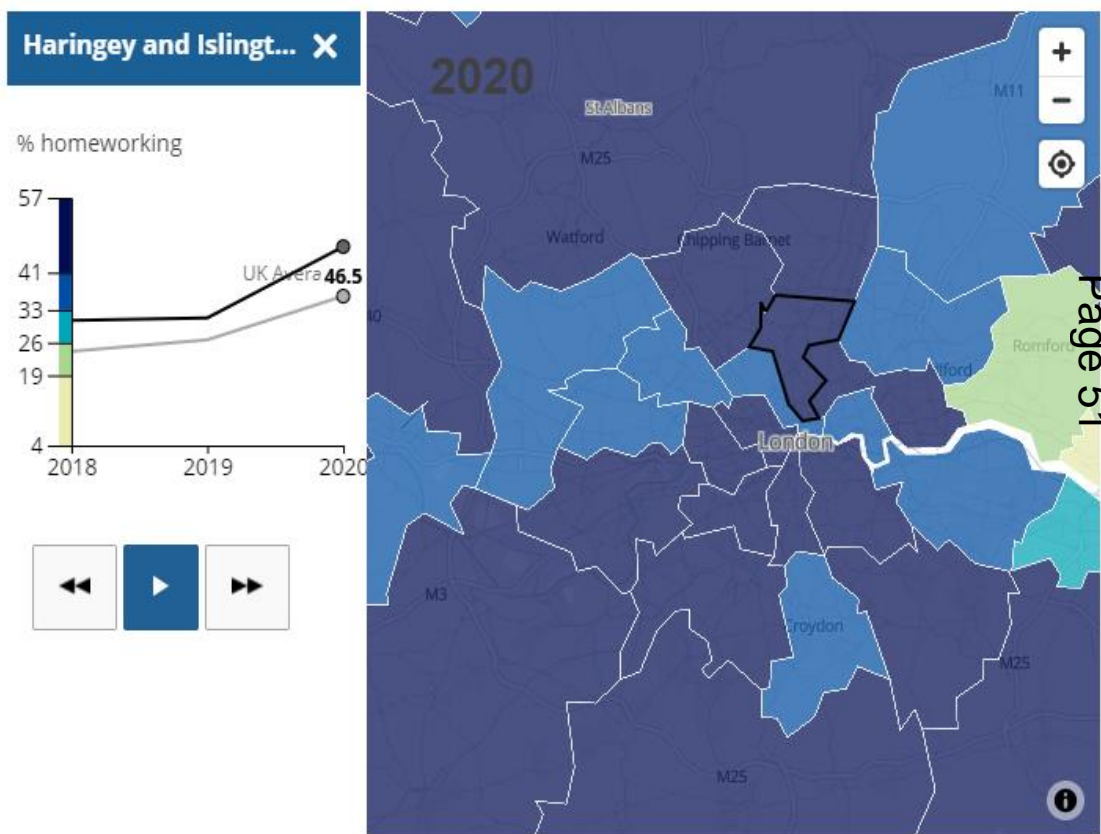 Haringey and Islingt...
% homeworking
57
41
33
26
19
4
UK Avera
46.5
2018
2019
2020
2020
St Albans
M11
M25
Watford
Chipping Barnet
Romford
Ilford
London
M3
Croydon
M25
M25
Page 51